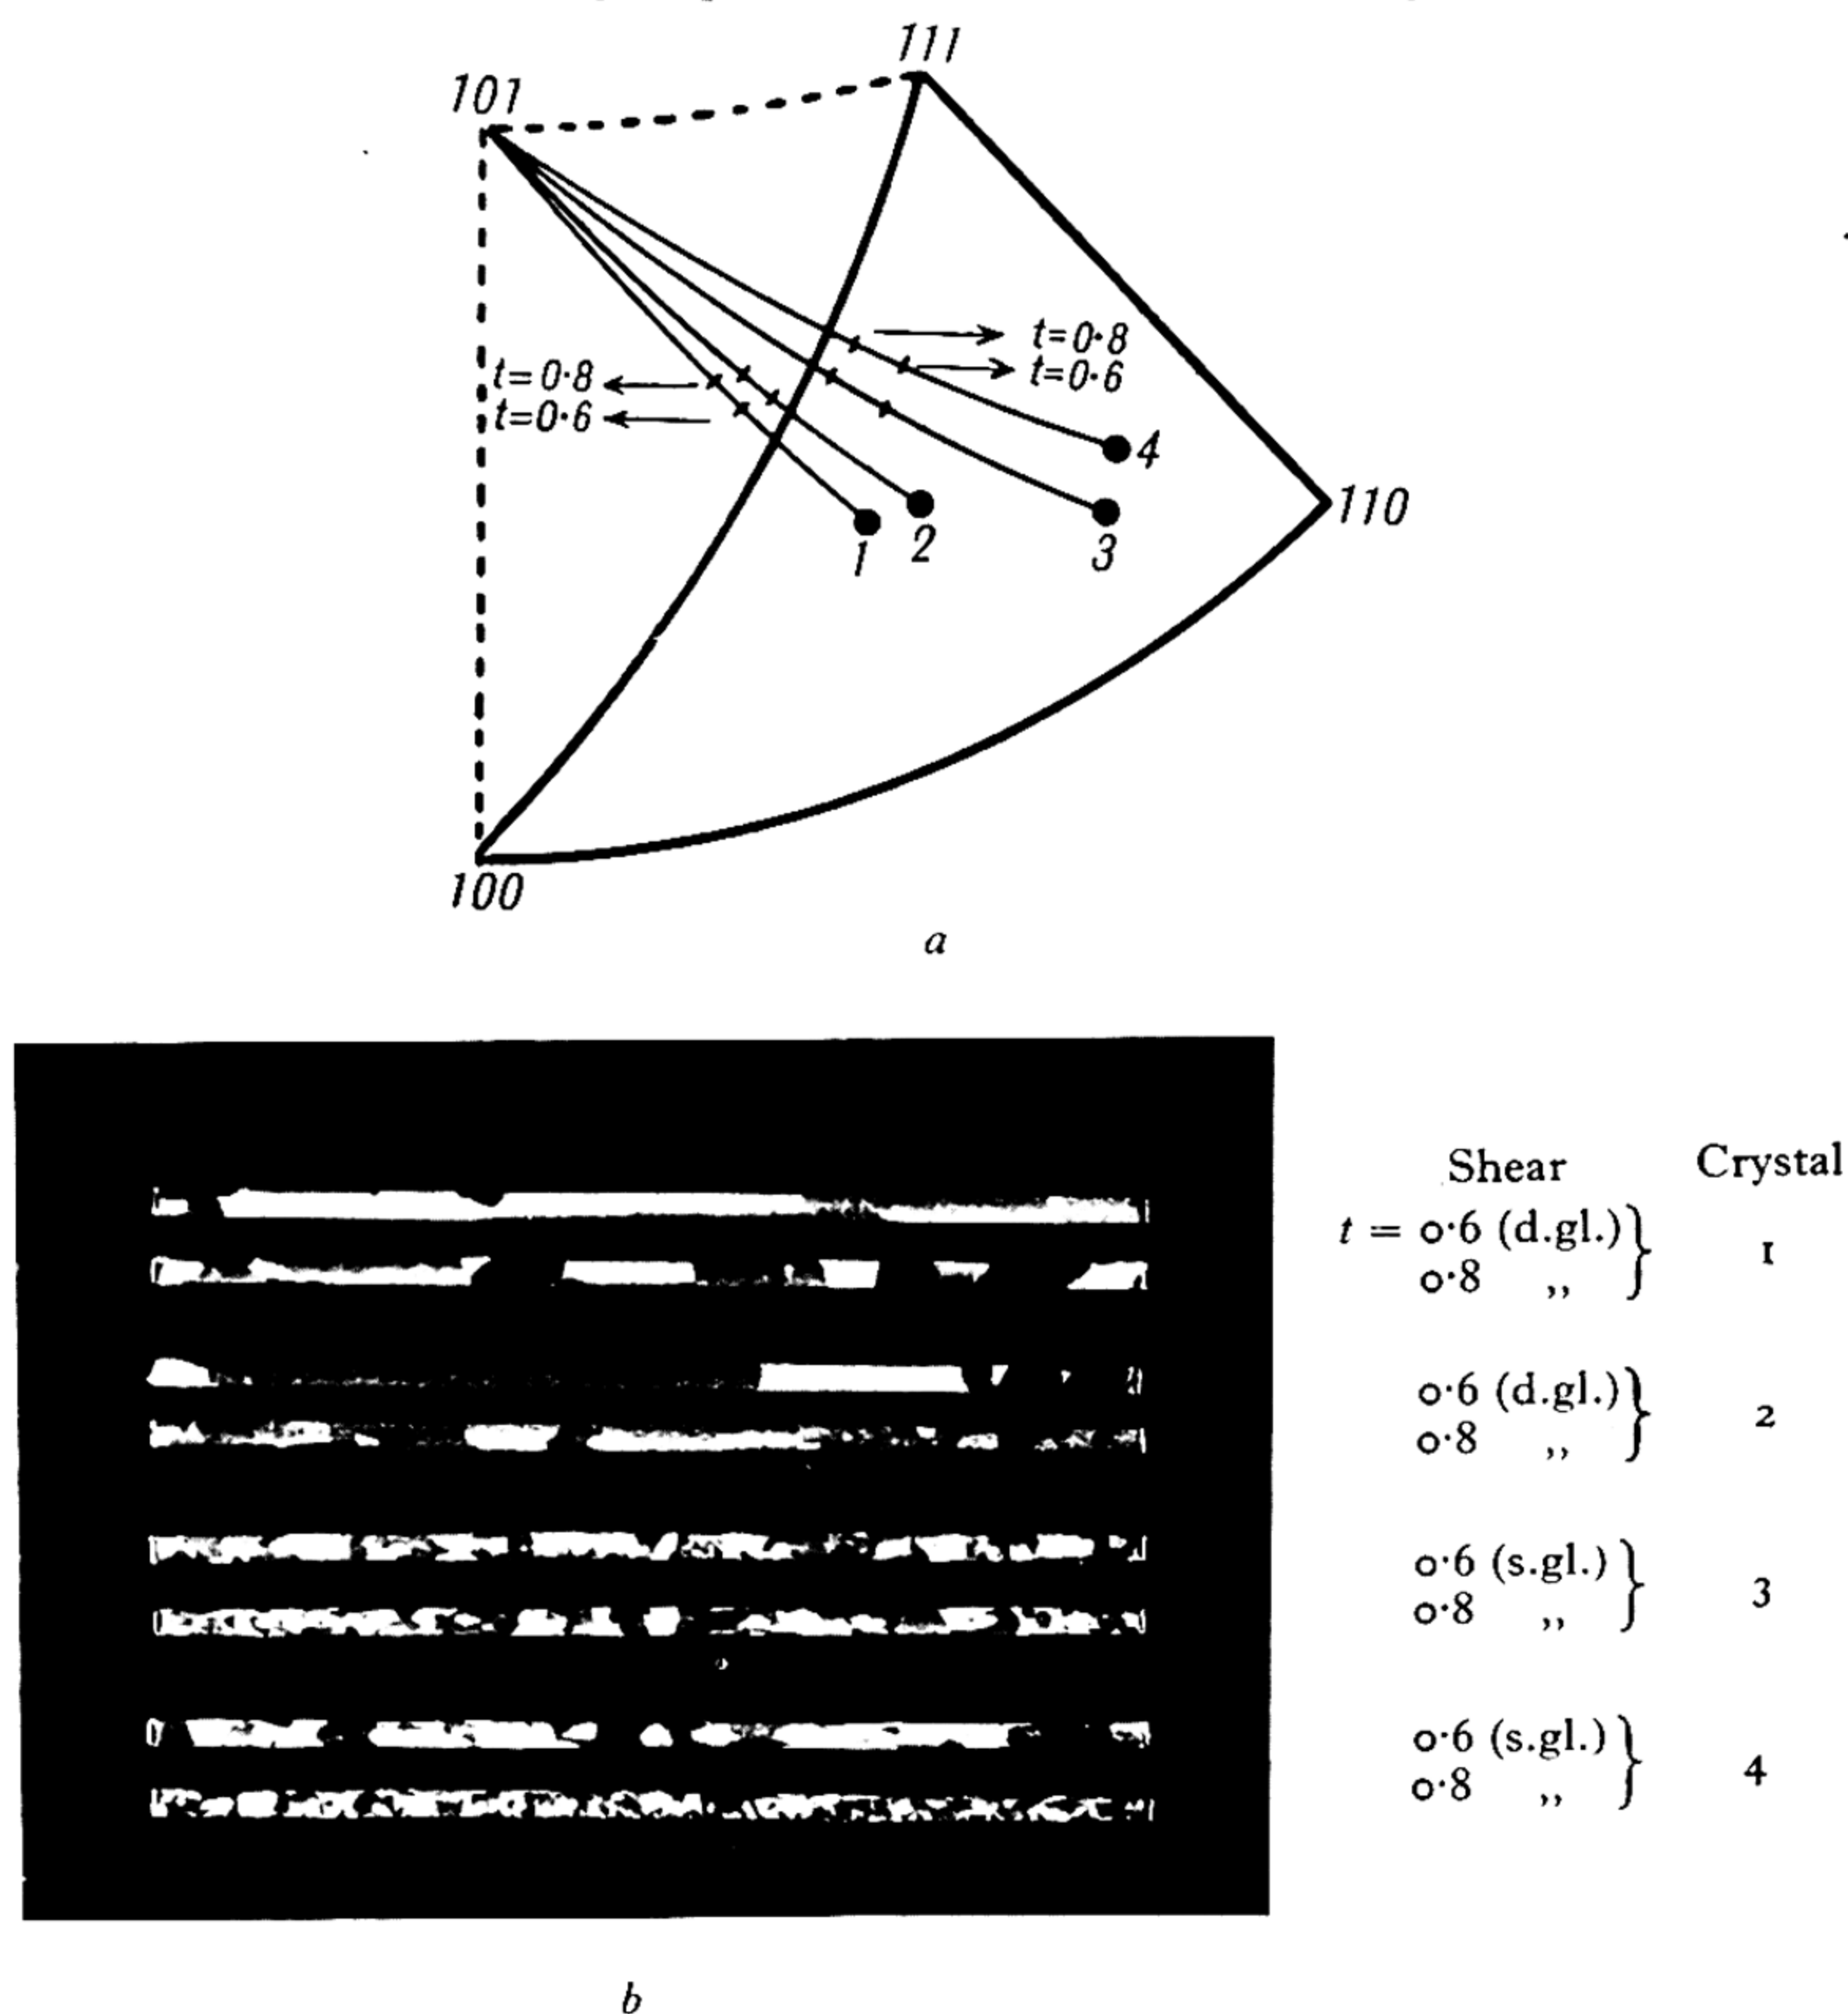 111
101
t=0·8
t=0·6
t=0·8
t=0·6
4
110
1
2
3
100
a
Shear Crystal
t = 0·6 (d.gl.)
0·8 ,,
1
0·6 (d.gl.)
0·8 ,,
2
0·6 (s.gl.)
0·8 ,,
3
0·6 (s.gl.)
0·8 ,,
4
b